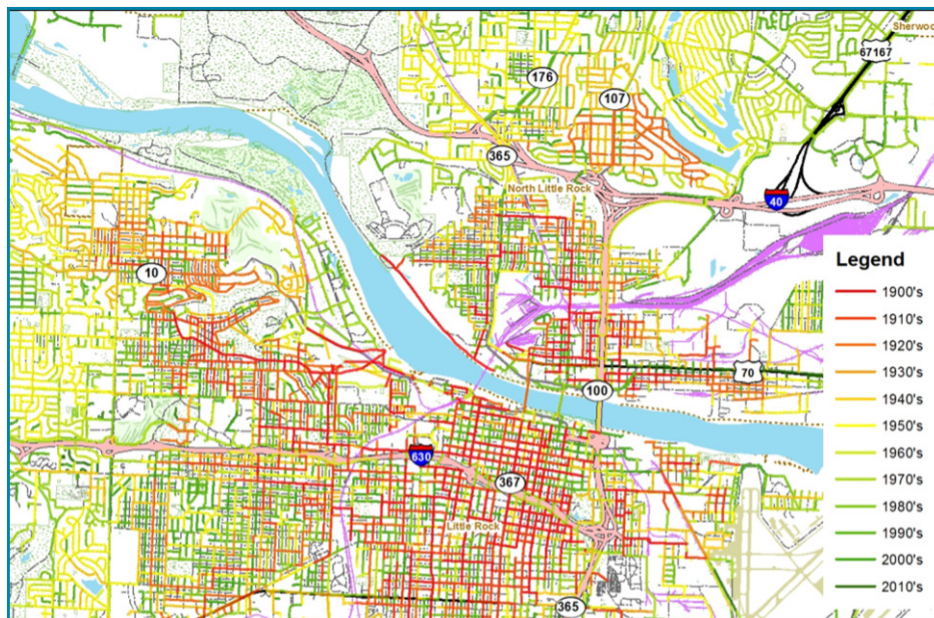 Sherwoo
67167
176
107
365
North Little Rock
40
10
Legend
1900's
1910's
1920's
1930's
1940's
1950's
1960's
1970's
1980's
1990's
2000's
2010's
70
100
630
367
Little Rock
365